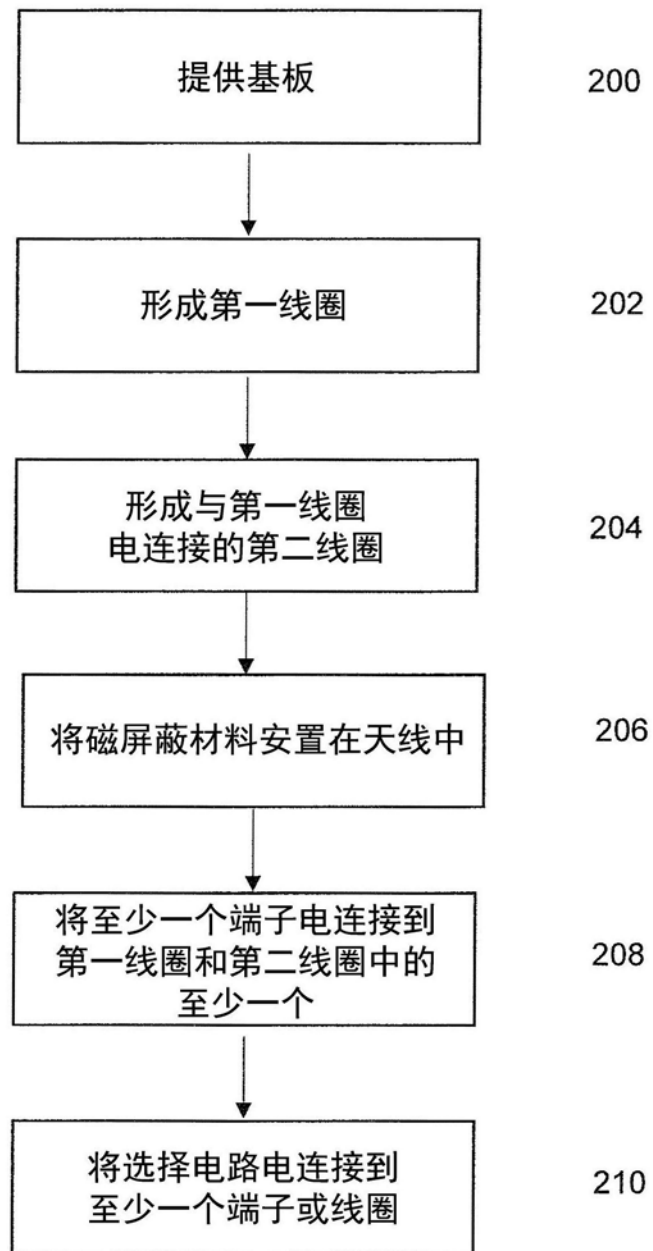 提供基板
200
形成第一线圈
202
形成与第一线圈
电连接的第二线圈
204
将磁屏蔽材料安置在天线中
206
将至少一个端子电连接到
第一线圈和第二线圈中的
至少一个
208
将选择电路电连接到
至少一个端子或线圈
210